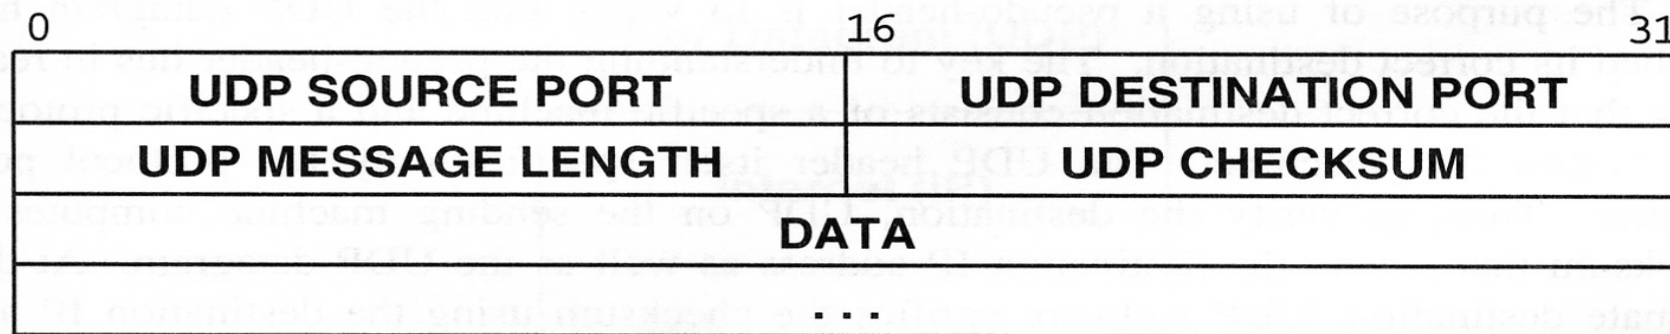 0 16 31
UDP SOURCE PORT UDP DESTINATION PORT
UDP MESSAGE LENGTH UDP CHECKSUM
DATA
...